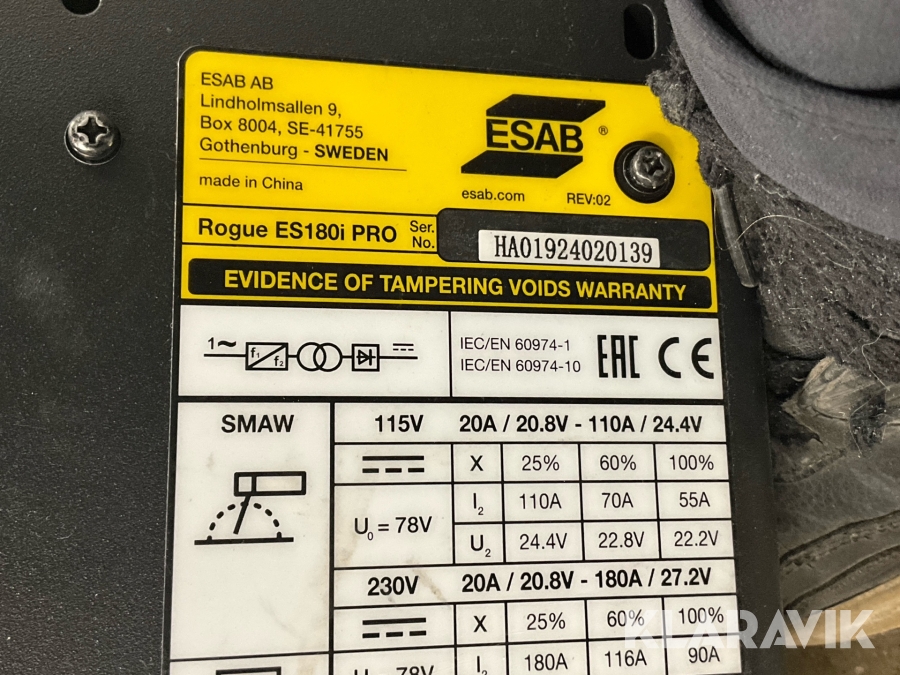 ESAB AB
Lindholmsallen 9,
Box 8004, SE-41755
Gothenburg - SWEDEN
made in China
ESAB ®
esab.com REV:02
Rogue ES180i PRO Ser. No. HA01924020139
EVIDENCE OF TAMPERING VOIDS WARRANTY
1~ f1 f2
IEC/EN 60974-1
IEC/EN 60974-10
EAC CE
SMAW
115V 20A / 20.8V - 110A / 24.4V
X 25% 60% 100%
I2 110A 70A 55A
U0 = 78V
U2 24.4V 22.8V 22.2V
230V 20A / 20.8V - 180A / 27.2V
X 25% 60% 100%
I2 180A 116A 90A
U0 = 78V
KLARAVIK